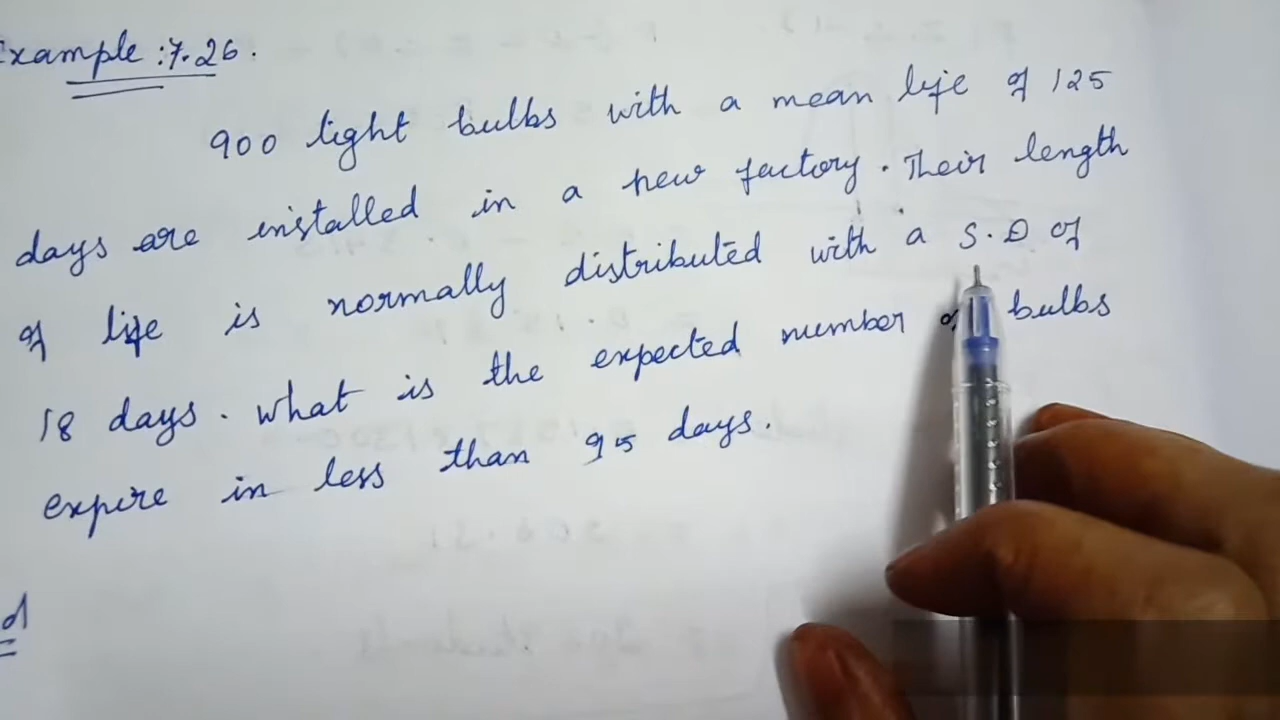 Example :7.26.
900 light bulbs with a mean life of 125
days are installed in a new factory. Their length
of life is normally distributed with a S.D of
18 days. What is the expected number of bulbs
expire in less than 95 days.